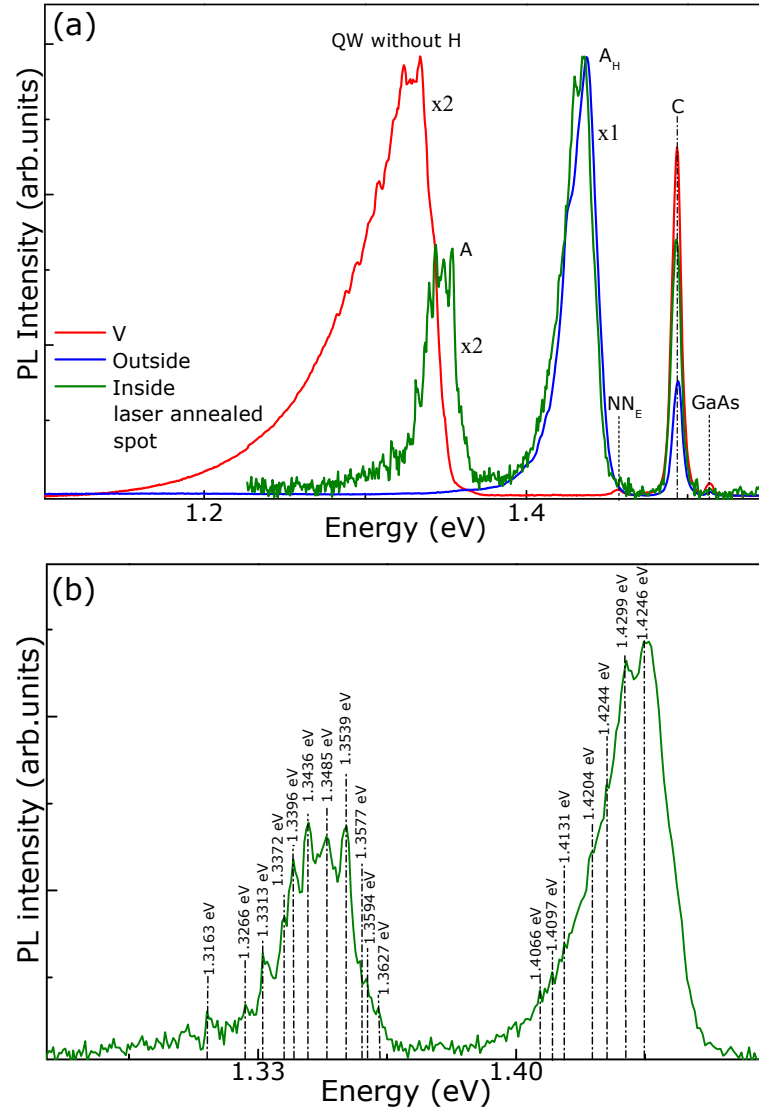 (a)
QW without H
A_H
x2
x1
C
A
x2
V
Outside
Inside
laser annealed
spot
NN_E
GaAs
PL Intensity (arb.units)
1.2
1.4
Energy (eV)
(b)
1.3163 eV
1.3266 eV
1.3313 eV
1.3372 eV
1.3396 eV
1.3436 eV
1.3485 eV
1.3539 eV
1.3577 eV
1.3594 eV
1.3627 eV
1.4066 eV
1.4097 eV
1.4131 eV
1.4204 eV
1.4244 eV
1.4299 eV
1.4246 eV
PL intensity (arb.units)
1.33
1.40
Energy (eV)